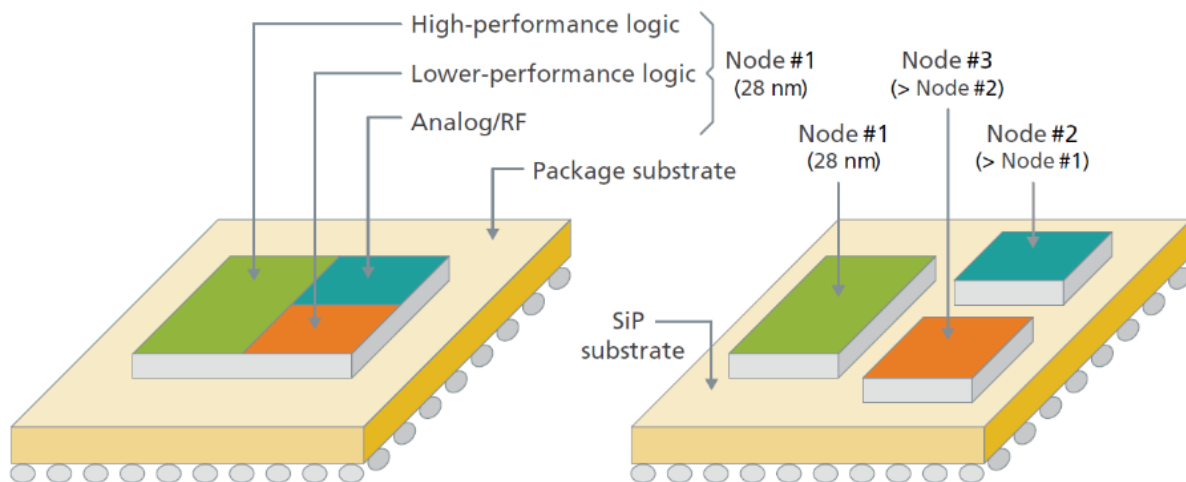 High-performance logic
Lower-performance logic
Analog/RF
Node #1
(28 nm)
Package substrate
Node #1
(28 nm)
Node #3
(> Node #2)
Node #2
(> Node #1)
SiP
substrate